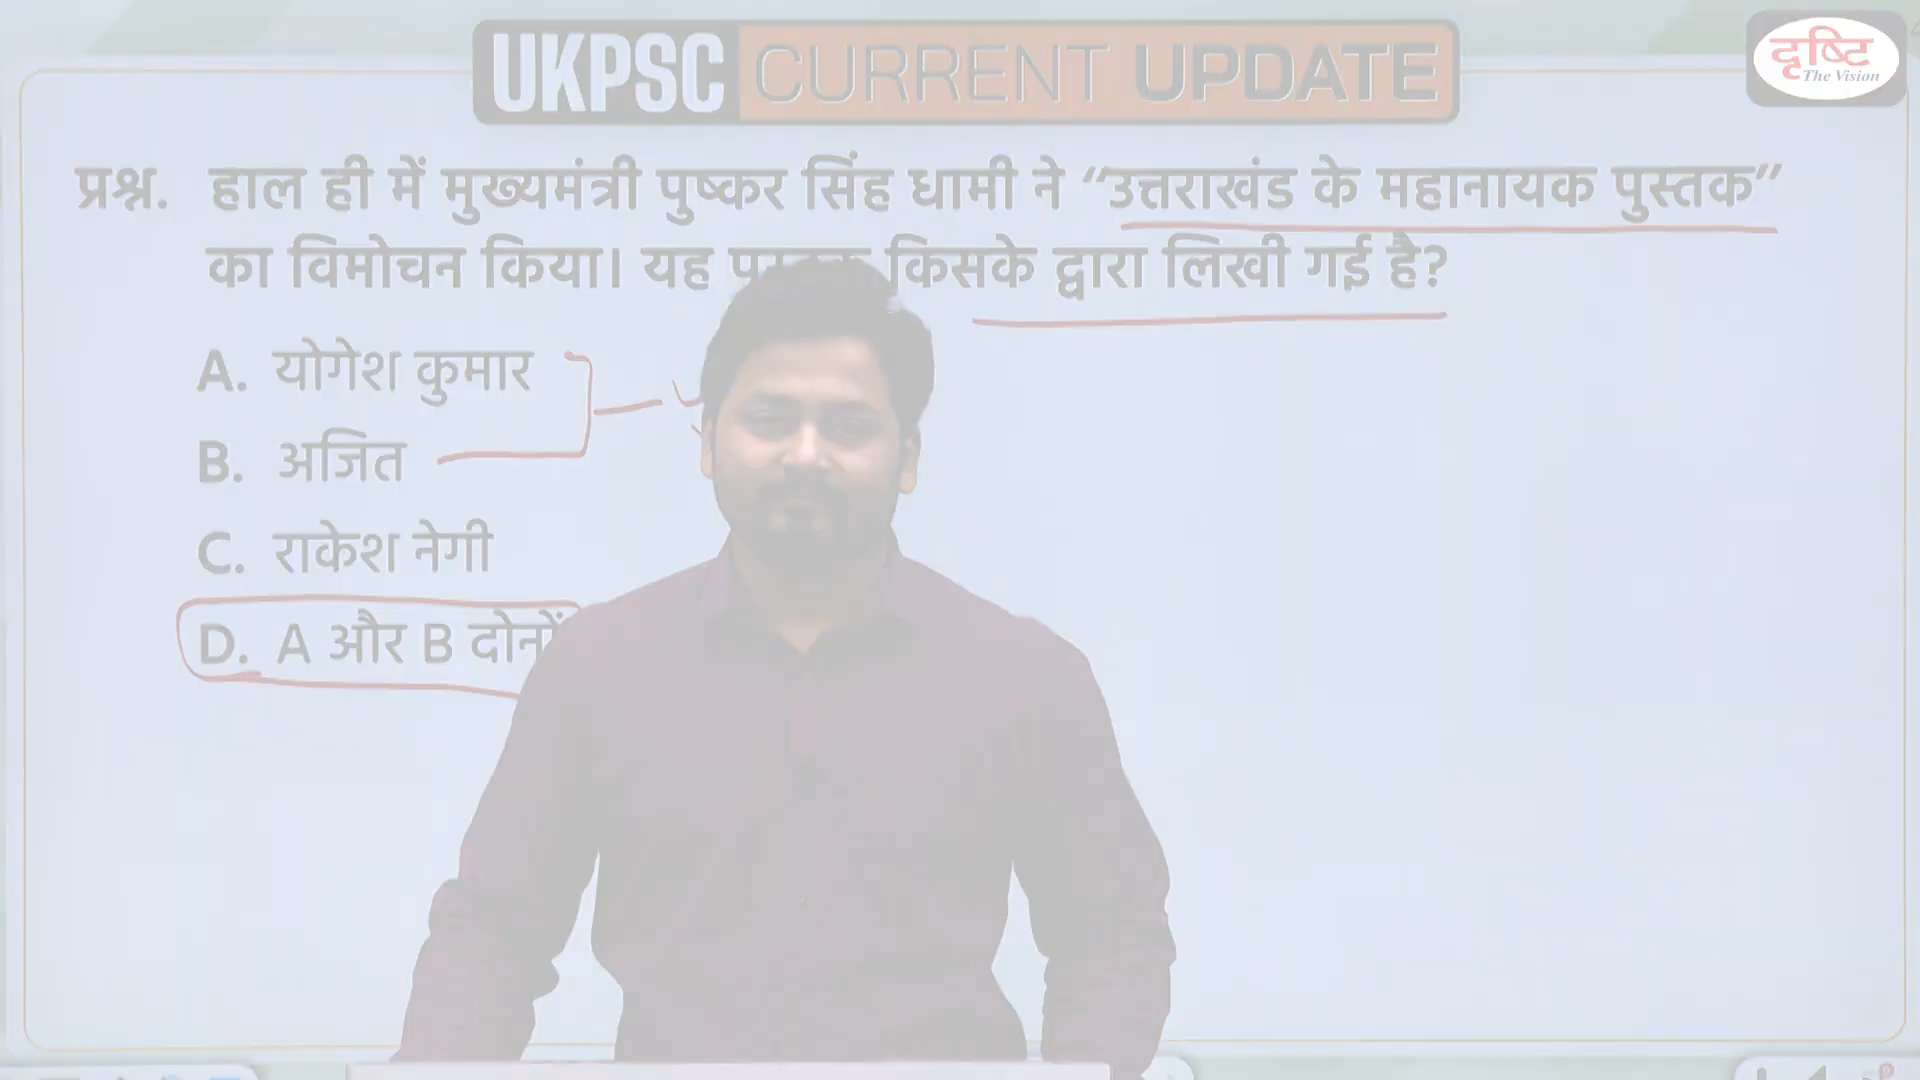 UKPSC CURRENT UPDATE
दृष्टि
The Vision
प्रश्न. हाल ही में मुख्यमंत्री पुष्कर सिंह धामी ने “उत्तराखंड के महानायक पुस्तक”
का विमोचन किया। यह किसके द्वारा लिखी गई है?
A. योगेश कुमार
B. अजित
C. राकेश नेगी
D. A और B दोनों